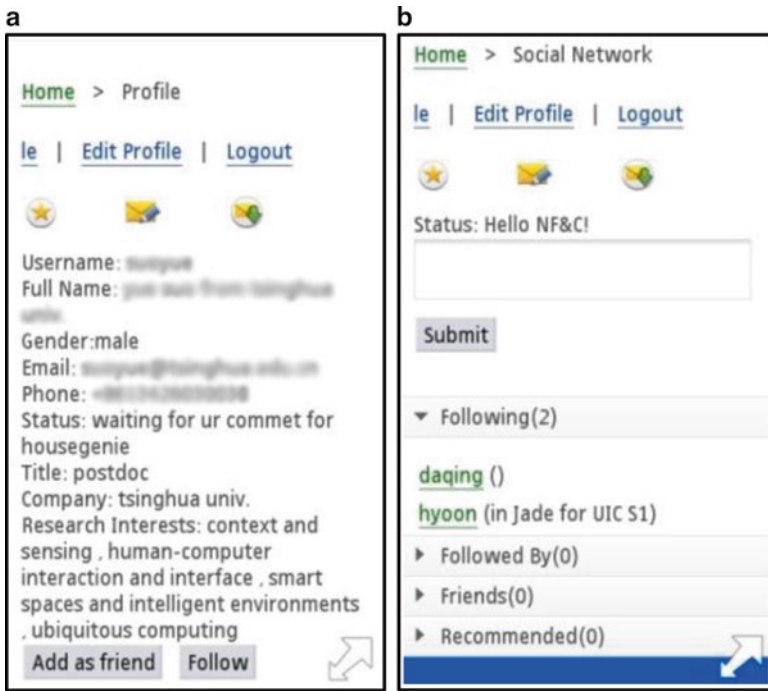 a
Home > Profile
le | Edit Profile | Logout
Username:
Full Name:
Gender:male
Email:
Phone:
Status: waiting for ur commet for
housegenie
Title: postdoc
Company: tsinghua univ.
Research Interests: context and
sensing , human-computer
interaction and interface , smart
spaces and intelligent environments
, ubiquitous computing
Add as friend Follow
b
Home > Social Network
le | Edit Profile | Logout
Status: Hello NF&C!
Submit
Following(2)
daqing ()
hyoon (in Jade for UIC S1)
Followed By(0)
Friends(0)
Recommended(0)